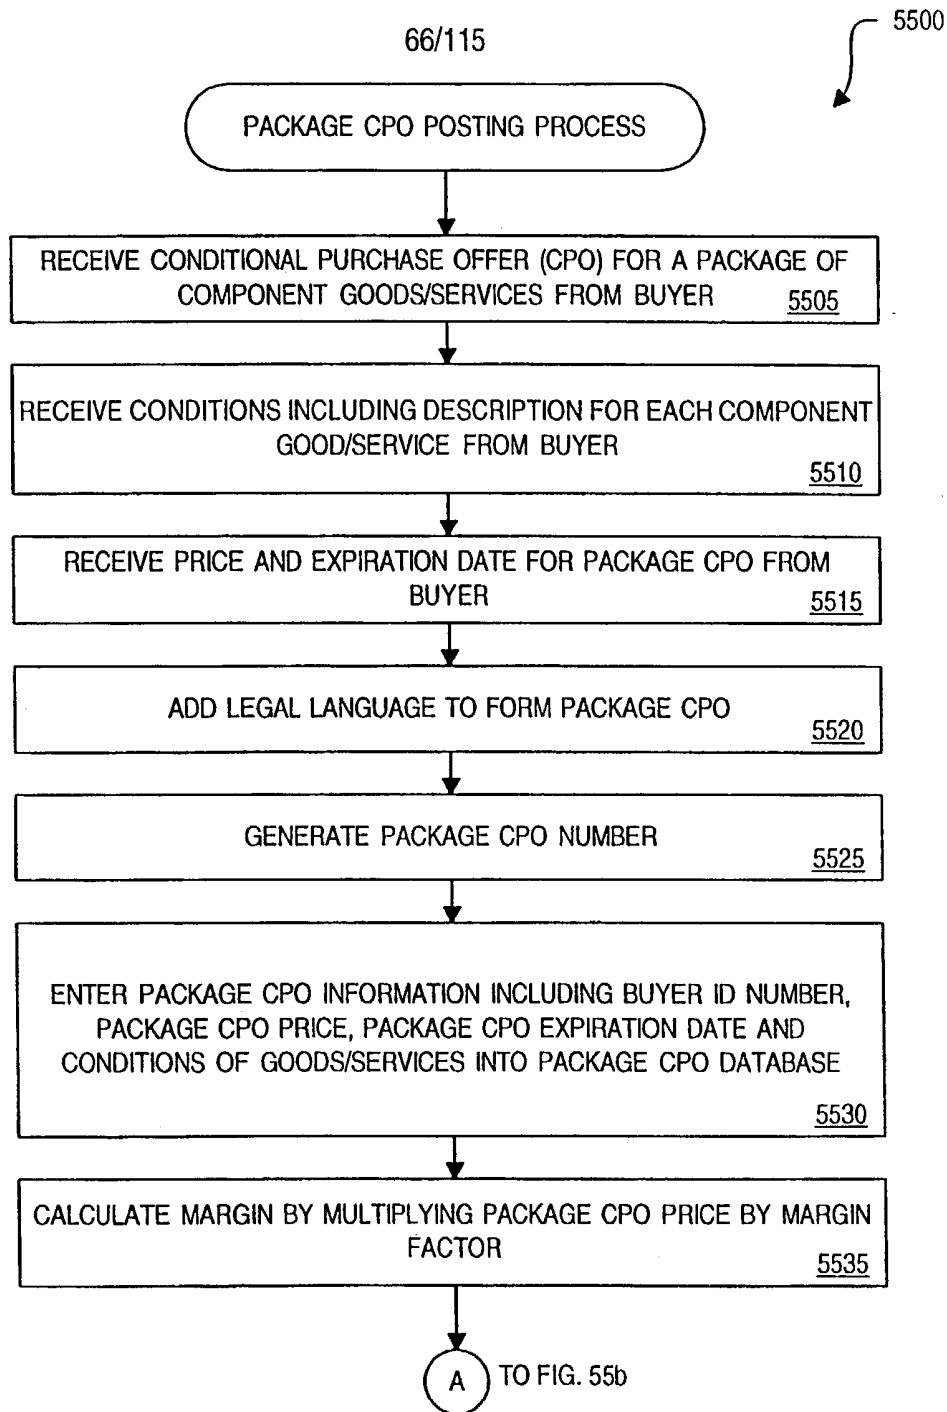 5500
66/115
PACKAGE CPO POSTING PROCESS
RECEIVE CONDITIONAL PURCHASE OFFER (CPO) FOR A PACKAGE OF
COMPONENT GOODS/SERVICES FROM BUYER
5505
RECEIVE CONDITIONS INCLUDING DESCRIPTION FOR EACH COMPONENT
GOOD/SERVICE FROM BUYER
5510
RECEIVE PRICE AND EXPIRATION DATE FOR PACKAGE CPO FROM
BUYER
5515
ADD LEGAL LANGUAGE TO FORM PACKAGE CPO
5520
GENERATE PACKAGE CPO NUMBER
5525
ENTER PACKAGE CPO INFORMATION INCLUDING BUYER ID NUMBER,
PACKAGE CPO PRICE, PACKAGE CPO EXPIRATION DATE AND
CONDITIONS OF GOODS/SERVICES INTO PACKAGE CPO DATABASE
5530
CALCULATE MARGIN BY MULTIPLYING PACKAGE CPO PRICE BY MARGIN
FACTOR
5535
A TO FIG. 55b